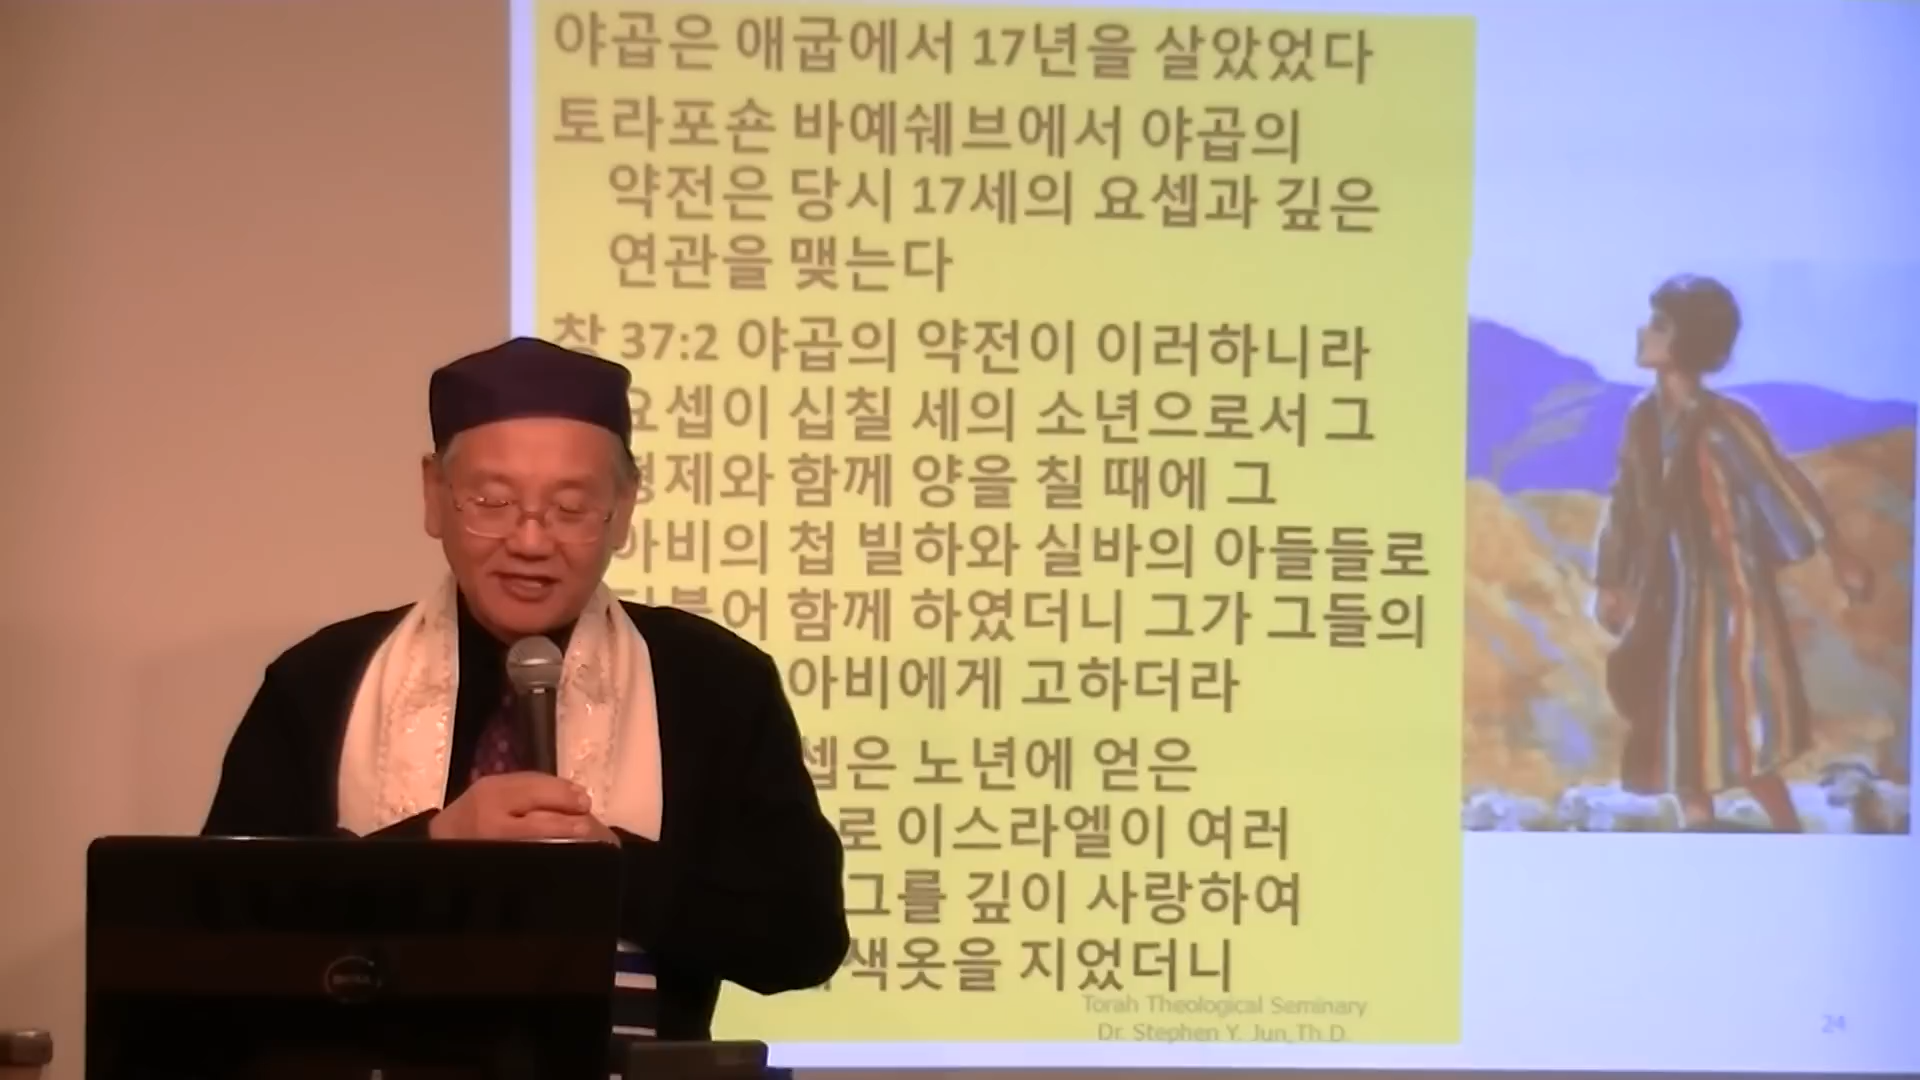 야곱은 애굽에서 17년을 살았었다
토라포숀 바예쉐브에서 야곱의
약전은 당시 17세의 요셉과 깊은
연관을 맺는다
창 37:2 야곱의 약전이 이러하니라
요셉이 십칠 세의 소년으로서 그
형제와 함께 양을 칠 때에 그
아비의 첩 빌하와 실바의 아들들로
더불어 함께 하였더니 그가 그들의
아비에게 고하더라
셉은 노년에 얻은
로 이스라엘이 여러
그를 깊이 사랑하여
색옷을 지었더니
Torah Theological Seminary
Dr. Stephen Y. Jun,Th.D.
24